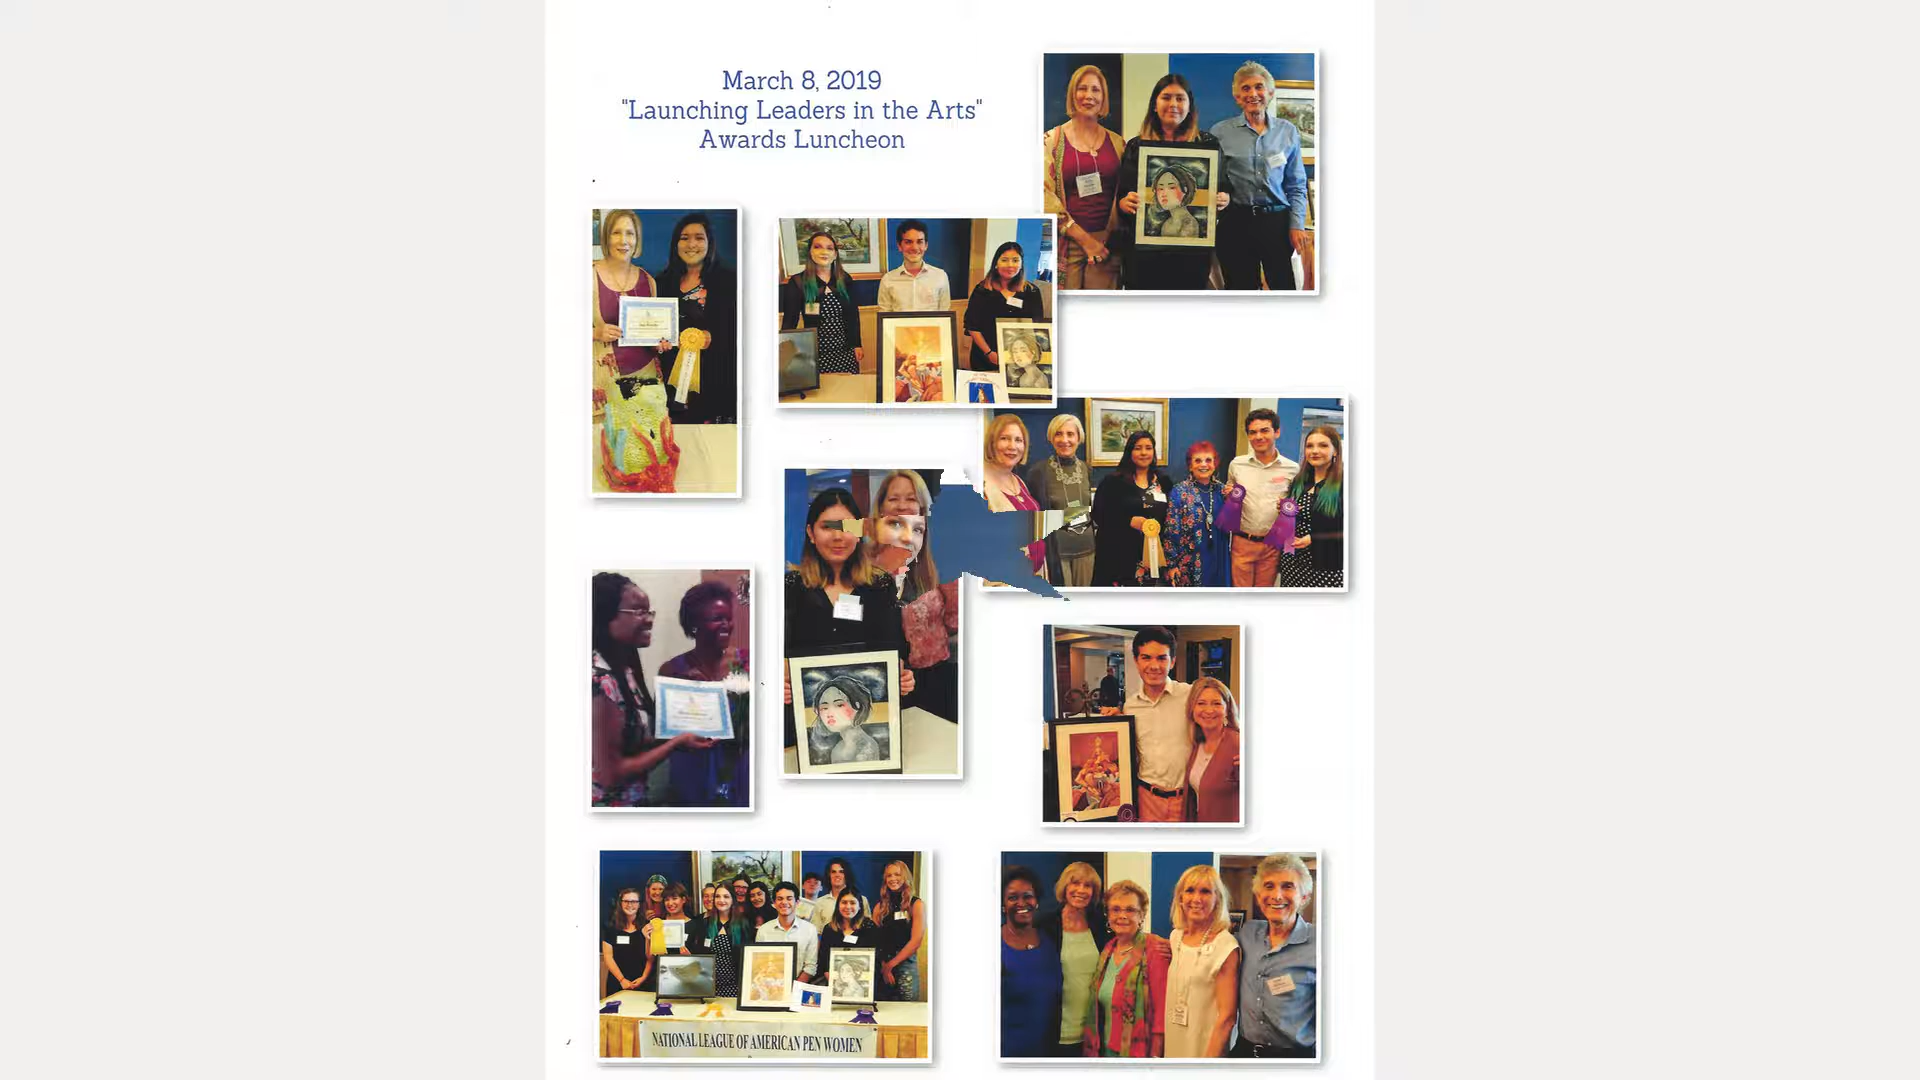 March 8, 2019
"Launching Leaders in the Arts"
Awards Luncheon
NATIONAL LEAGUE OF AMERICAN PEN WOMEN